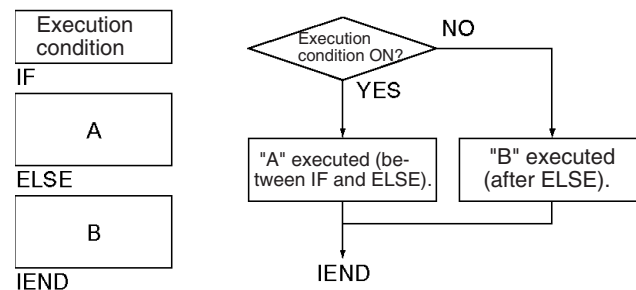 Execution
condition
IF
A
ELSE
B
IEND
Execution
condition ON?
NO
YES
"A" executed (be-
tween IF and ELSE).
"B" executed
(after ELSE).
IEND